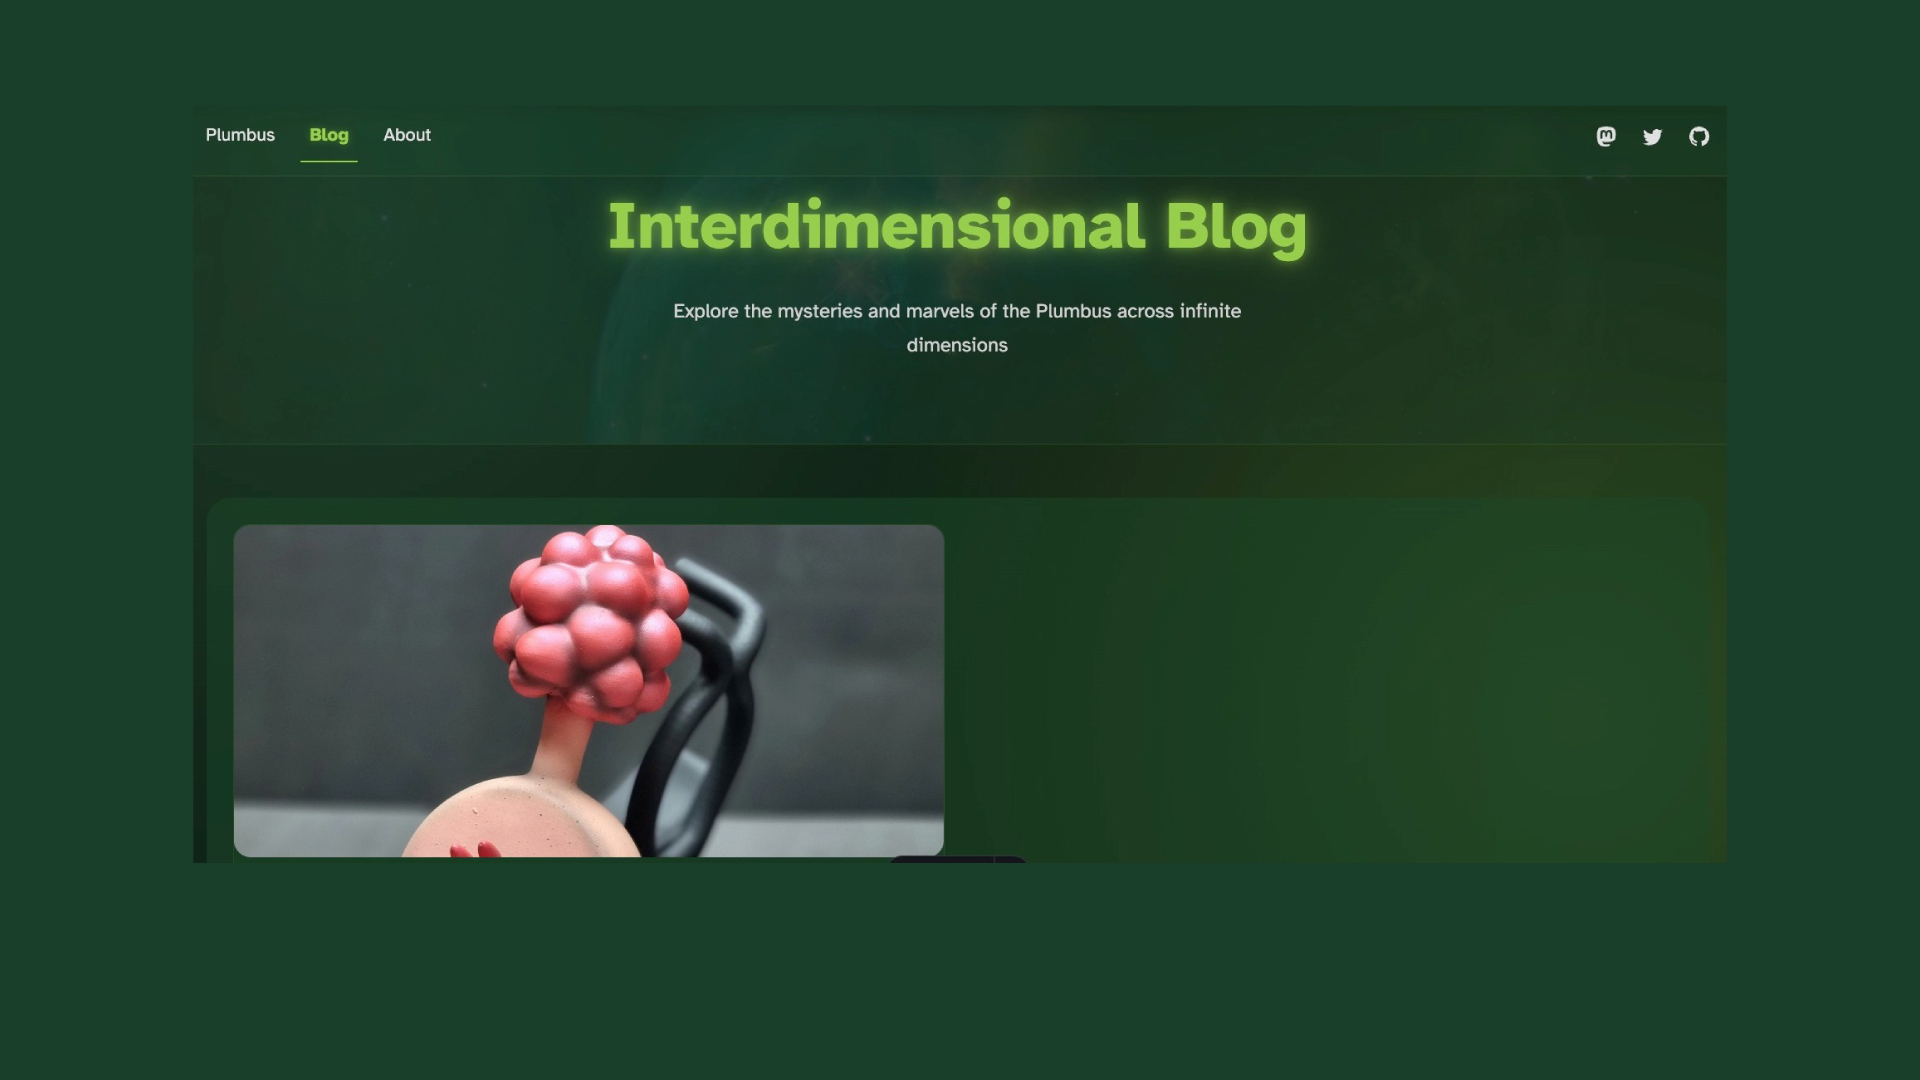 Plumbus
Blog
About
Interdimensional Blog
Explore the mysteries and marvels of the Plumbus across infinite
dimensions